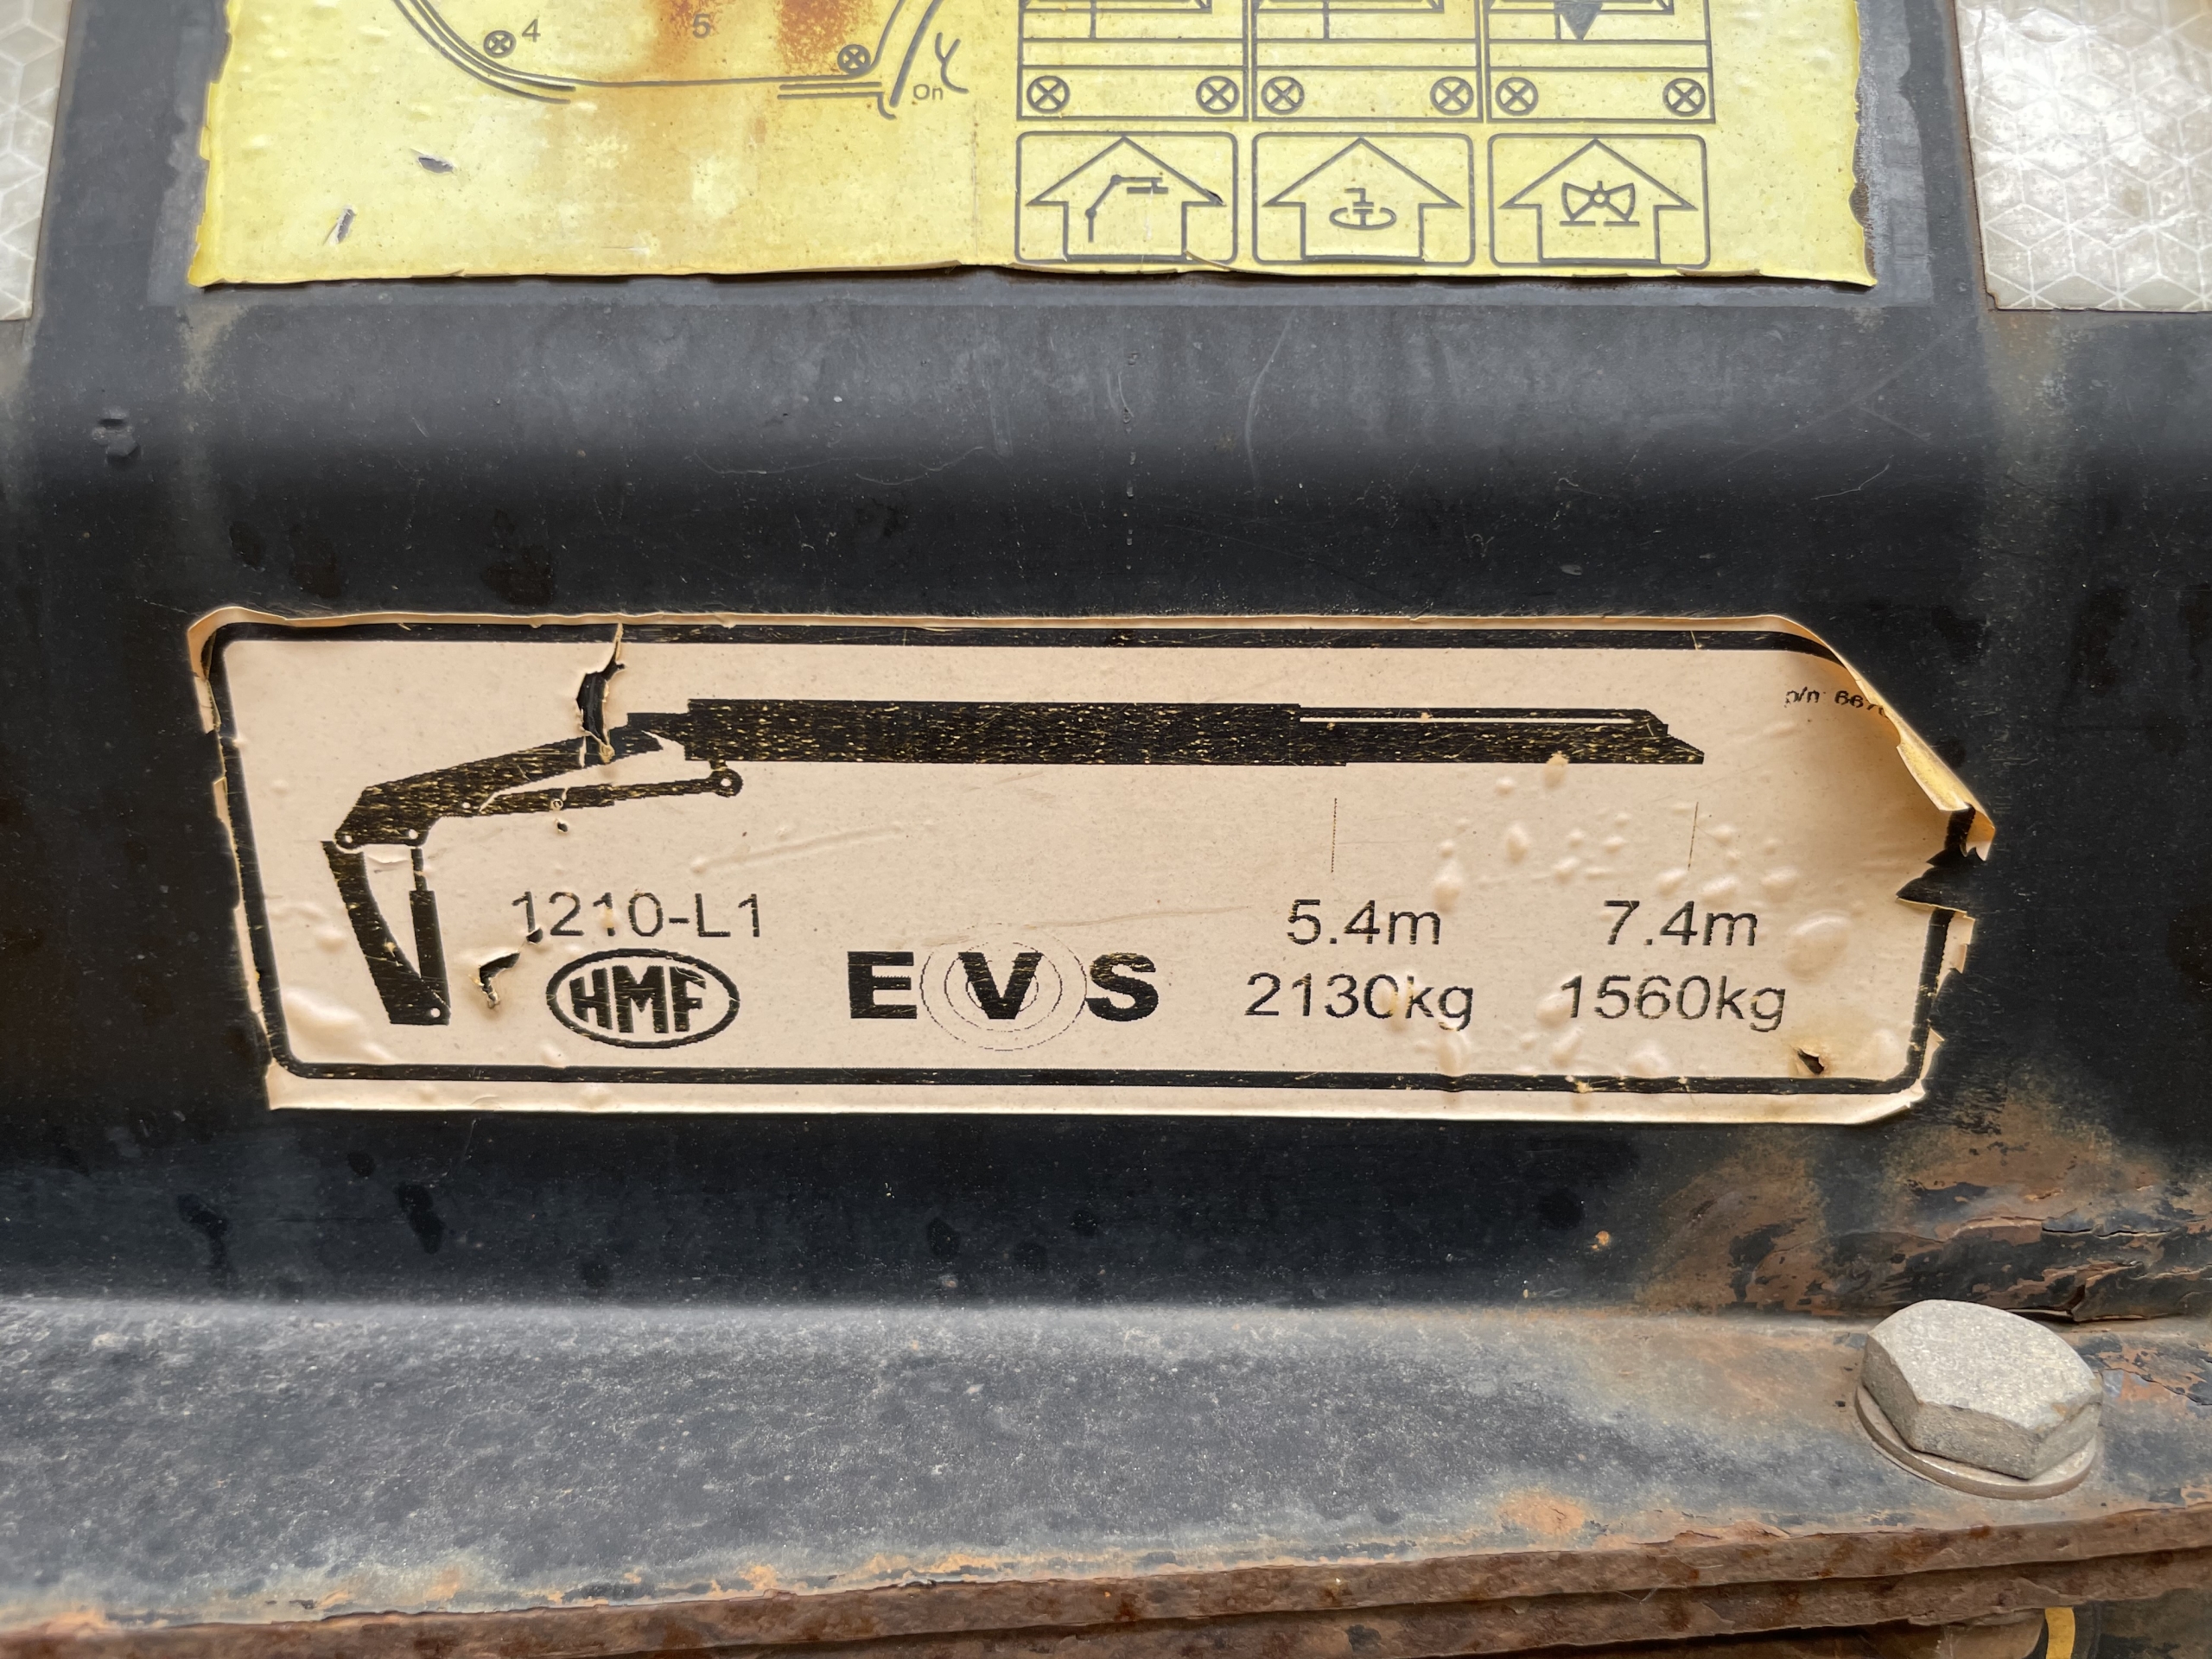 4 5
On
p/n
1210-L1
HMF
EVS
5.4m 7.4m
2130kg 1560kg